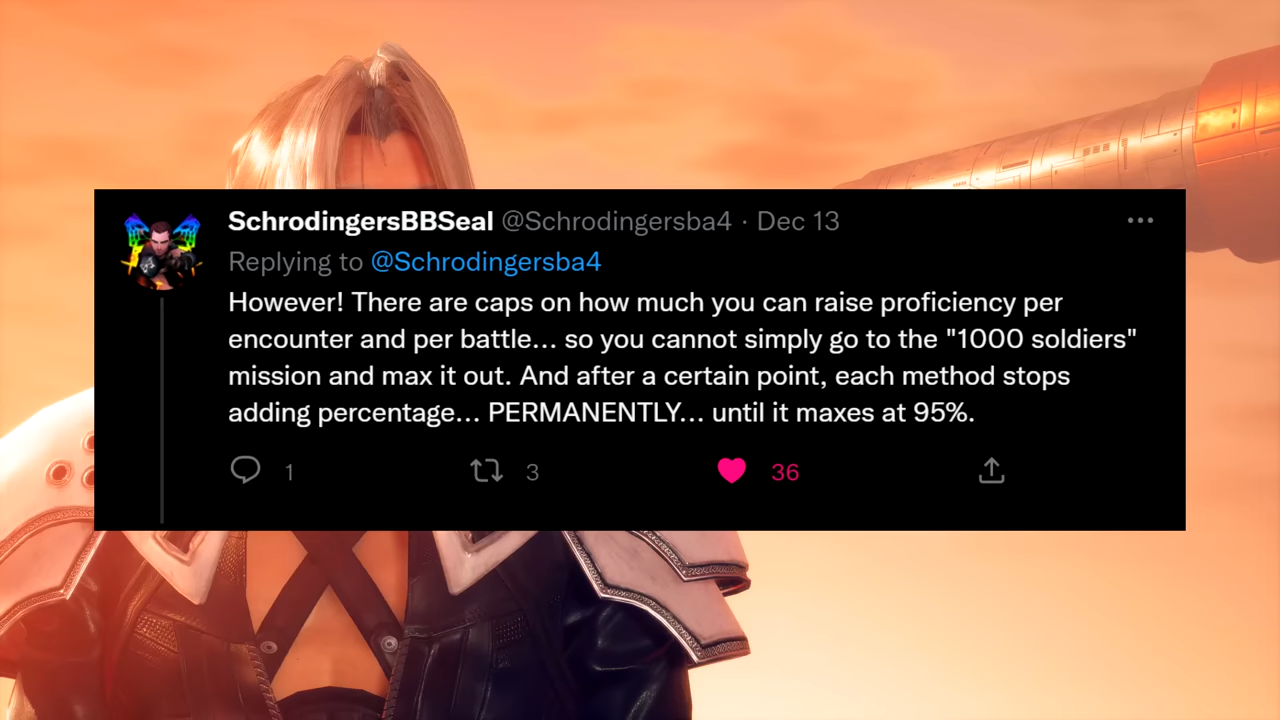 SchrodingersBBSeal @Schrodingersba4 · Dec 13
Replying to @Schrodingersba4
However! There are caps on how much you can raise proficiency per
encounter and per battle... so you cannot simply go to the "1000 soldiers"
mission and max it out. And after a certain point, each method stops
adding percentage... PERMANENTLY... until it maxes at 95%.
1 3 36